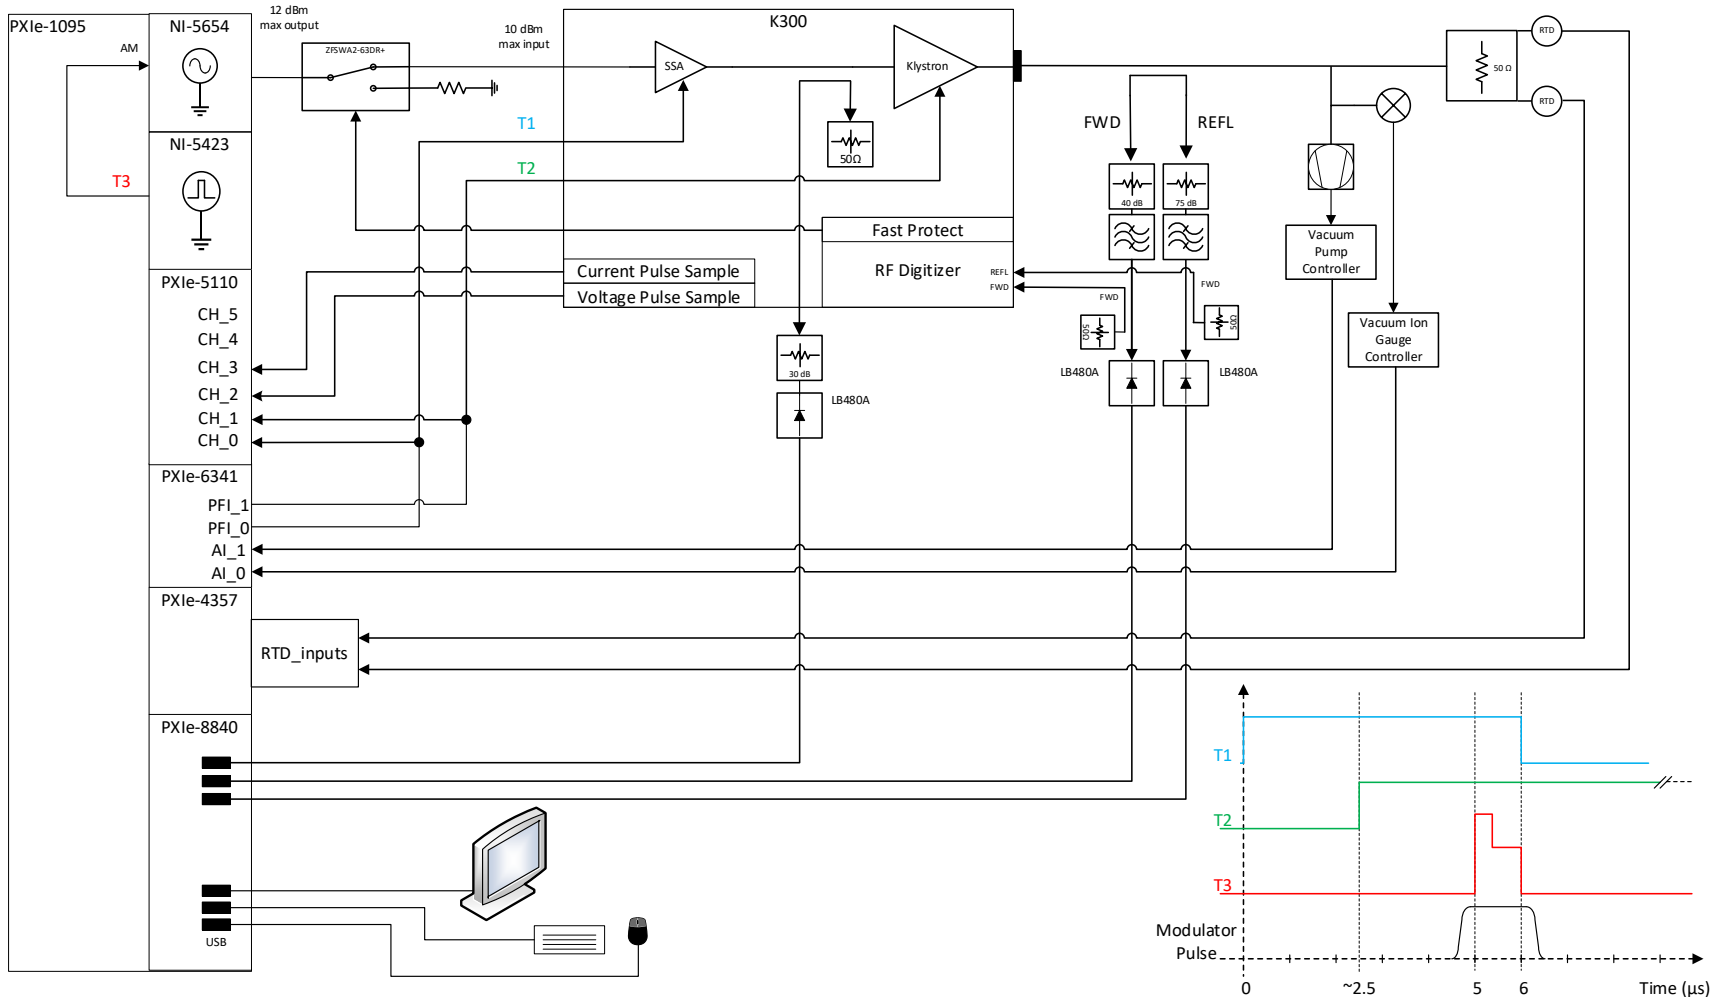 PXIe-1095
NI-5654
12 dBm
max output
10 dBm
max input
K300
AM
ZFSWA2-63DR+
SSA
Klystron
50 Ω
RTD
RTD
NI-5423
T3
T1
T2
50Ω
FWD
REFL
40 dB
75 dB
Fast Protect
RF Digitizer
REFL
FWD
Current Pulse Sample
Voltage Pulse Sample
FWD
FWD
50Ω
50Ω
Vacuum
Pump
Controller
Vacuum Ion
Gauge
Controller
PXIe-5110
CH_5
CH_4
CH_3
CH_2
CH_1
CH_0
30 dB
LB480A
LB480A
LB480A
PXIe-6341
PFI_1
PFI_0
AI_1
AI_0
PXIe-4357
RTD_inputs
PXIe-8840
USB
T1
T2
T3
Modulator
Pulse
0
~2.5
5
6
Time (µs)